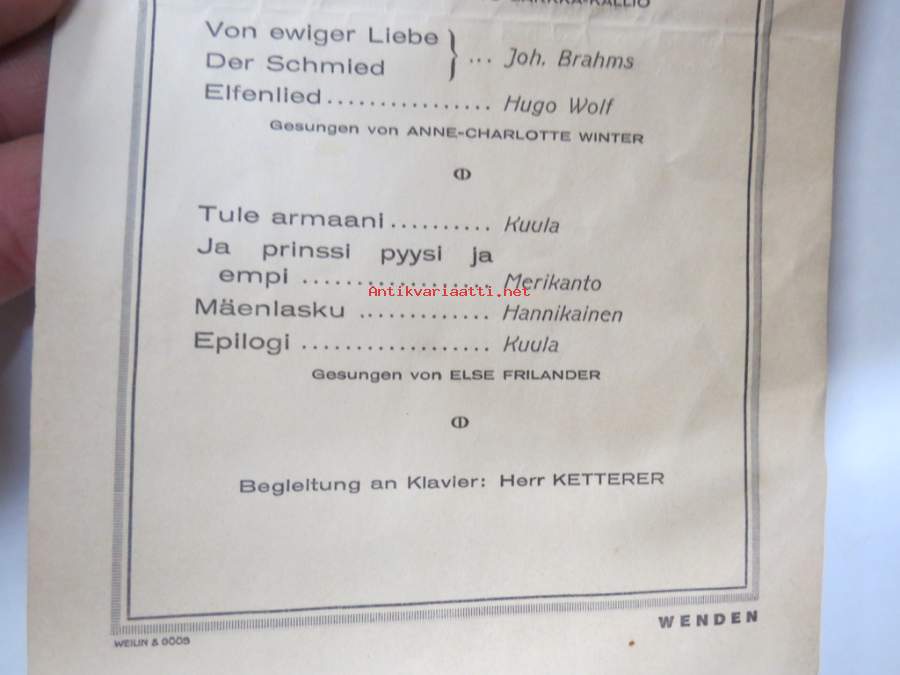 Von ewiger Liebe
Der Schmied } ... Joh. Brahms
Elfenlied ................ Hugo Wolf
Gesungen von ANNE-CHARLOTTE WINTER
Tule armaani .......... Kuula
Ja prinssi pyysi ja
empi .................. Merikanto
Antikvariaatti.net
Mäenlasku ............. Hannikainen
Epilogi .................. Kuula
Gesungen von ELSE FRILANDER
Begleitung an Klavier: Herr KETTERER
WENDEN
WEILIN & GÖÖS